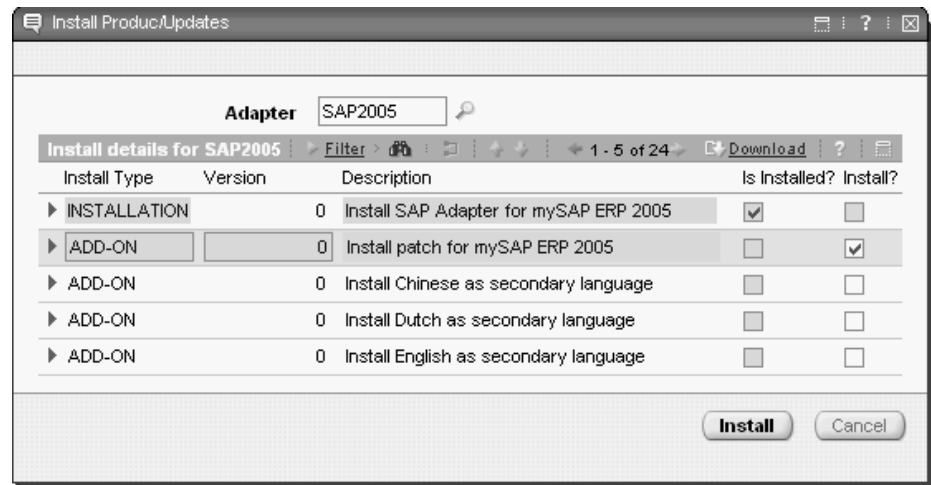 Install Produc/Updates ?
Adapter SAP2005
Install details for SAP2005 Filter 1 - 5 of 24 Download ?
Install Type Version Description Is Installed? Install?
INSTALLATION 0 Install SAP Adapter for mySAP ERP 2005
ADD-ON 0 Install patch for mySAP ERP 2005
ADD-ON 0 Install Chinese as secondary language
ADD-ON 0 Install Dutch as secondary language
ADD-ON 0 Install English as secondary language
Install Cancel